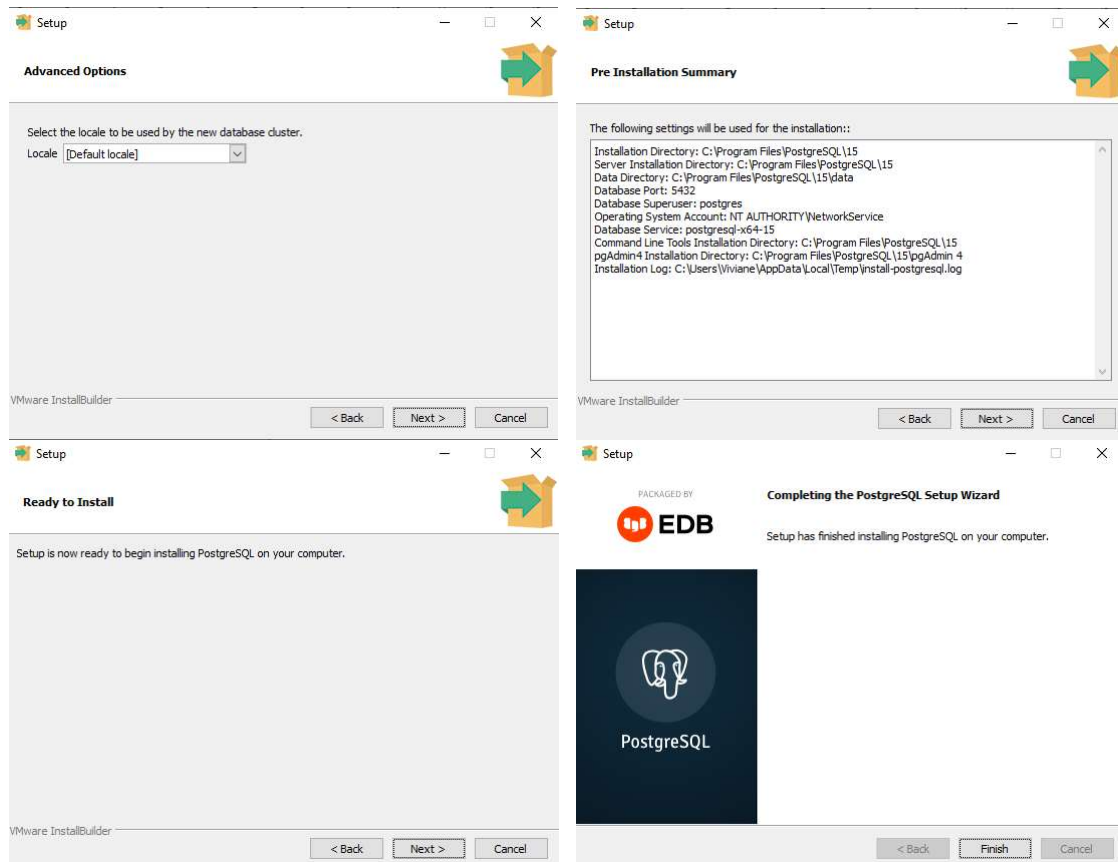 Setup
Advanced Options
Select the locale to be used by the new database cluster.
Locale [Default locale]
VMware InstallBuilder
< Back Next > Cancel
Setup
Pre Installation Summary
The following settings will be used for the installation::
Installation Directory: C:\Program Files\PostgreSQL\15
Server Installation Directory: C:\Program Files\PostgreSQL\15
Data Directory: C:\Program Files\PostgreSQL\15\data
Database Port: 5432
Database Superuser: postgres
Operating System Account: NT AUTHORITY\NetworkService
Database Service: postgresql-x64-15
Command Line Tools Installation Directory: C:\Program Files\PostgreSQL\15
pgAdmin4 Installation Directory: C:\Program Files\PostgreSQL\15\pgAdmin 4
Installation Log: C:\Users\Viviane\AppData\Local\Temp\install-postgresql.log
VMware InstallBuilder
< Back Next > Cancel
Setup
Ready to Install
Setup is now ready to begin installing PostgreSQL on your computer.
VMware InstallBuilder
< Back Next > Cancel
Setup
PACKAGED BY
EDB
Completing the PostgreSQL Setup Wizard
Setup has finished installing PostgreSQL on your computer.
PostgreSQL
< Back Finish Cancel